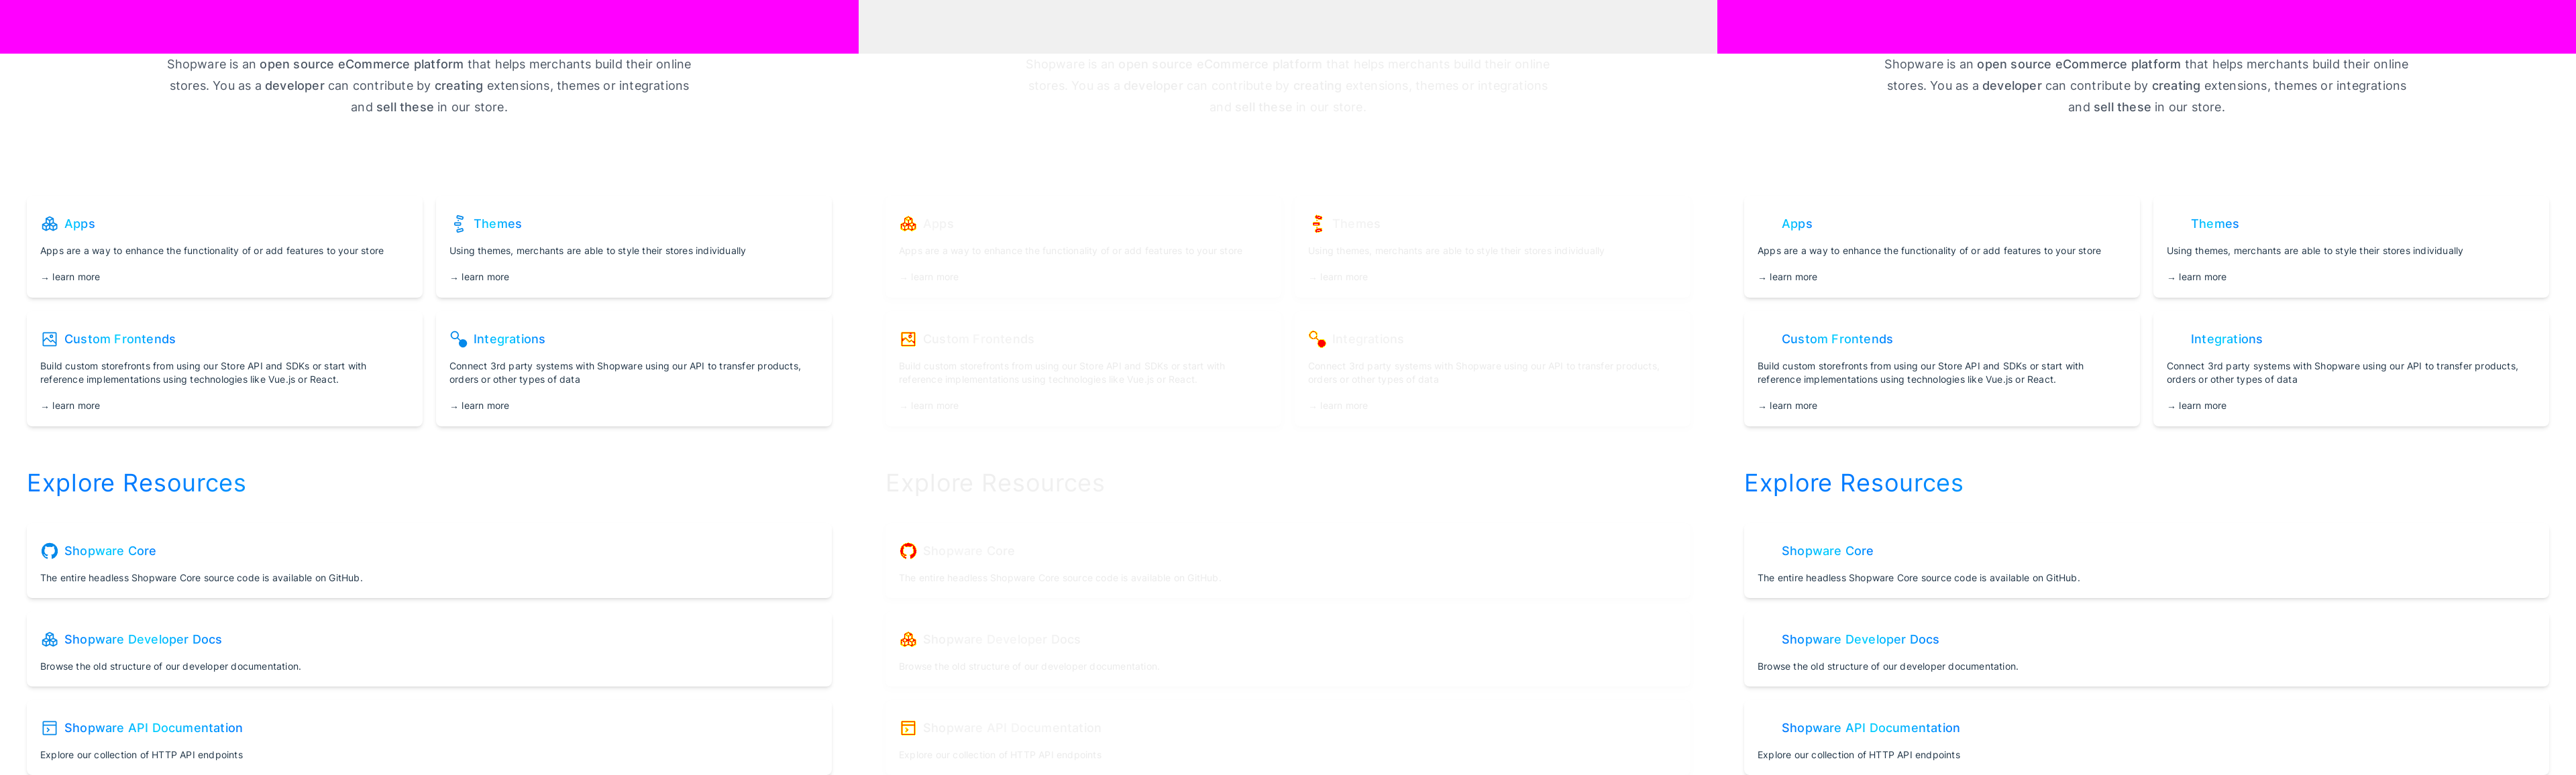 Shopware is an open source eCommerce platform that helps merchants build their online
stores. You as a developer can contribute by creating extensions, themes or integrations
and sell these in our store.
Apps
Apps are a way to enhance the functionality of or add features to your store
→ learn more
Themes
Using themes, merchants are able to style their stores individually
→ learn more
Custom Frontends
Build custom storefronts from using our Store API and SDKs or start with
reference implementations using technologies like Vue.js or React.
→ learn more
Integrations
Connect 3rd party systems with Shopware using our API to transfer products,
orders or other types of data
→ learn more
Explore Resources
Shopware Core
The entire headless Shopware Core source code is available on GitHub.
Shopware Developer Docs
Browse the old structure of our developer documentation.
Shopware API Documentation
Explore our collection of HTTP API endpoints
Shopware is an open source eCommerce platform that helps merchants build their online
stores. You as a developer can contribute by creating extensions, themes or integrations
and sell these in our store.
Apps
Apps are a way to enhance the functionality of or add features to your store
→ learn more
Themes
Using themes, merchants are able to style their stores individually
→ learn more
Custom Frontends
Build custom storefronts from using our Store API and SDKs or start with
reference implementations using technologies like Vue.js or React.
→ learn more
Integrations
Connect 3rd party systems with Shopware using our API to transfer products,
orders or other types of data
→ learn more
Explore Resources
Shopware Core
The entire headless Shopware Core source code is available on GitHub.
Shopware Developer Docs
Browse the old structure of our developer documentation.
Shopware API Documentation
Explore our collection of HTTP API endpoints
Shopware is an open source eCommerce platform that helps merchants build their online
stores. You as a developer can contribute by creating extensions, themes or integrations
and sell these in our store.
Apps
Apps are a way to enhance the functionality of or add features to your store
→ learn more
Themes
Using themes, merchants are able to style their stores individually
→ learn more
Custom Frontends
Build custom storefronts from using our Store API and SDKs or start with
reference implementations using technologies like Vue.js or React.
→ learn more
Integrations
Connect 3rd party systems with Shopware using our API to transfer products,
orders or other types of data
→ learn more
Explore Resources
Shopware Core
The entire headless Shopware Core source code is available on GitHub.
Shopware Developer Docs
Browse the old structure of our developer documentation.
Shopware API Documentation
Explore our collection of HTTP API endpoints